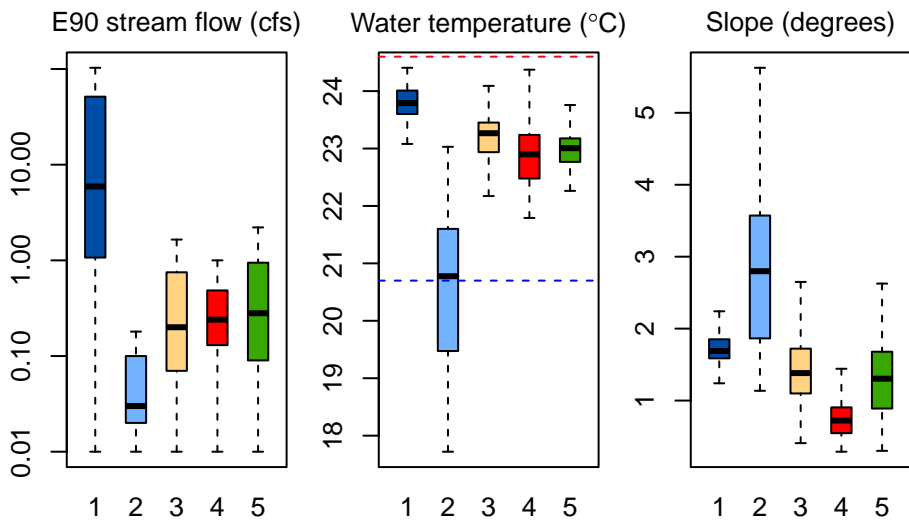 E90 stream flow (cfs)
0.01 0.10 1.00 10.00
1 2 3 4 5
Water temperature (°C)
18 19 20 21 22 23 24
1 2 3 4 5
Slope (degrees)
1 2 3 4 5
1 2 3 4 5